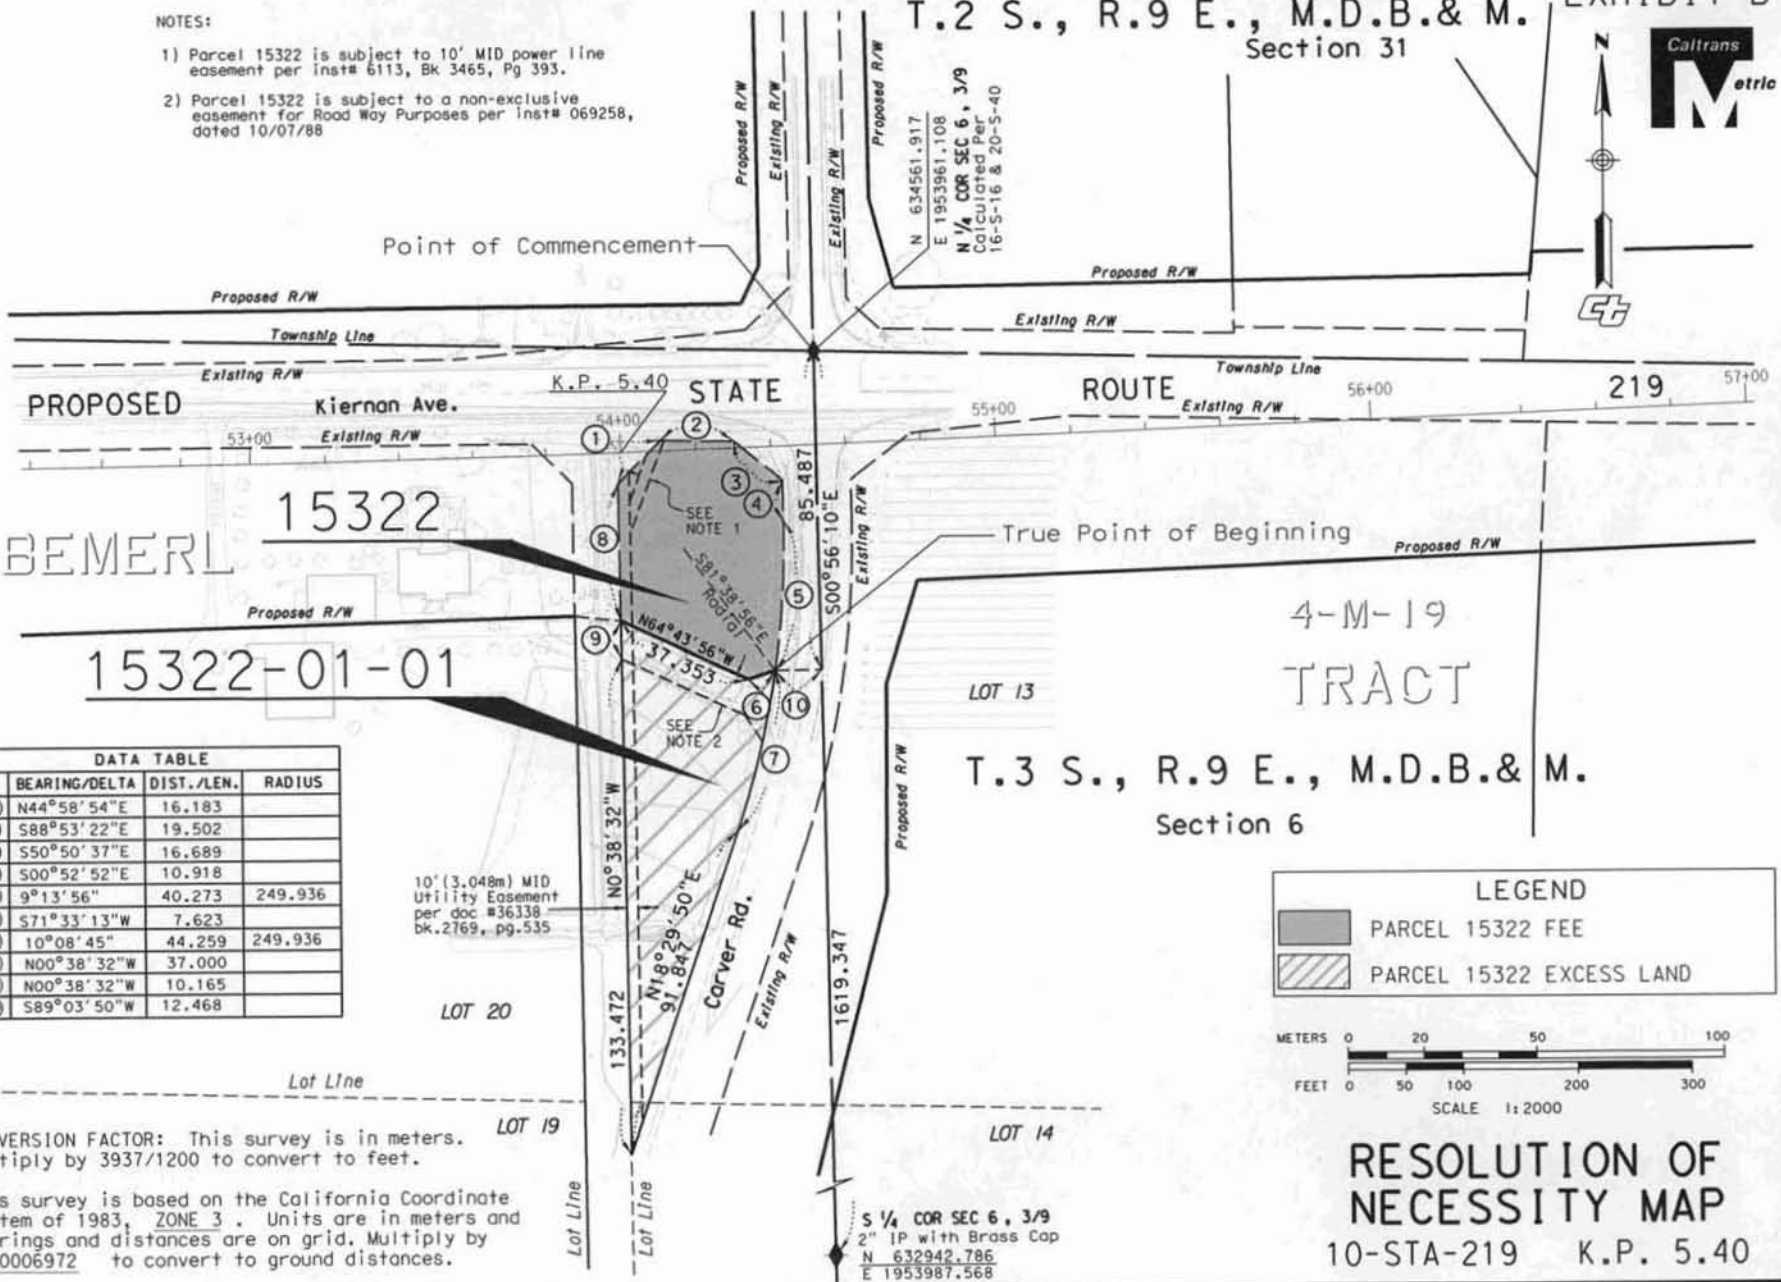 NOTES:
1) Parcel 15322 is subject to 10' MID power line
easement per inst# 6113, Bk 3465, Pg 393.
2) Parcel 15322 is subject to a non-exclusive
easement for Road Way Purposes per inst# 069258,
dated 10/07/88
T.2 S., R.9 E., M.D.B.& M.
Section 31
N
Caltrans
Metric
Proposed R/W
Existing R/W
Existing R/W
Proposed R/W
N 634561.917
E 1953961.108
N 1/4 COR SEC 6, 3/9
Calculated Per
16-S-16 & 20-S-40
Point of Commencement
Proposed R/W
Proposed R/W
Township Line
Existing R/W
Existing R/W
Township Line
ct
PROPOSED
Kiernan Ave.
K.P. 5.40
STATE
ROUTE
219
Existing R/W
53+00
54+00
55+00
56+00
57+00
Existing R/W
1
2
3
4
5
6
7
8
9
10
15322
BEMERL
SEE
NOTE 1
S81°38'56"E
Radial
85.487
S00°56'10"E
Existing R/W
True Point of Beginning
Proposed R/W
Proposed R/W
N64°43'56"W
37.353
15322-01-01
SEE
NOTE 2
4-M-19
TRACT
LOT 13
T.3 S., R.9 E., M.D.B.& M.
Section 6
Proposed R/W
DATA TABLE
BEARING/DELTA DIST./LEN. RADIUS
N44°58'54"E 16.183
S88°53'22"E 19.502
S50°50'37"E 16.689
S00°52'52"E 10.918
9°13'56" 40.273 249.936
S71°33'13"W 7.623
10°08'45" 44.259 249.936
N00°38'32"W 37.000
N00°38'32"W 10.165
S89°03'50"W 12.468
10'(3.048m) MID
Utility Easement
per doc #36338
bk.2769, pg.535
N0°38'32"W
133.472
N18°29'50"E
91.847
Carver Rd.
Existing R/W
1619.347
LOT 20
Lot Line
LOT 19
LOT 14
Lot Line
Lot Line
VERSION FACTOR: This survey is in meters.
tiply by 3937/1200 to convert to feet.
s survey is based on the California Coordinate
tem of 1983, ZONE 3 . Units are in meters and
rings and distances are on grid. Multiply by
0006972 to convert to ground distances.
S 1/4 COR SEC 6, 3/9
2" IP with Brass Cap
N 632942.786
E 1953987.568
LEGEND
PARCEL 15322 FEE
PARCEL 15322 EXCESS LAND
METERS 0 20 50 100
FEET 0 50 100 200 300
SCALE 1:2000
RESOLUTION OF
NECESSITY MAP
10-STA-219 K.P. 5.40